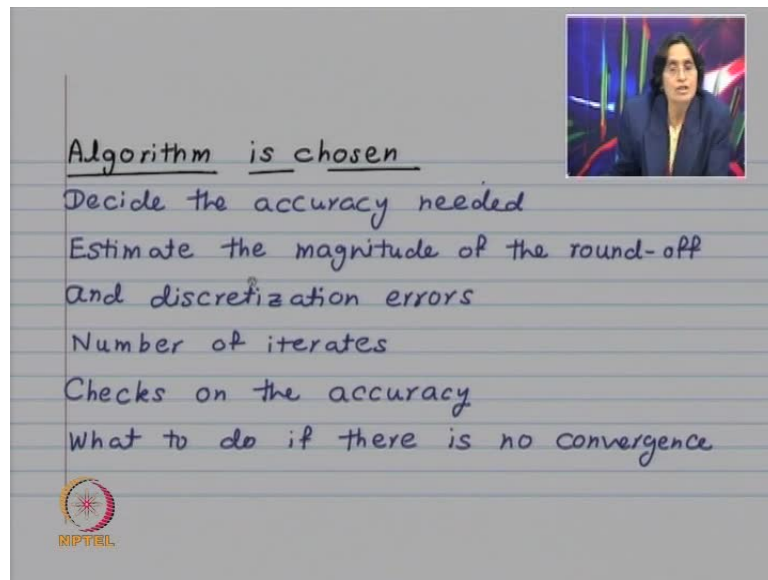 Algorithm is chosen
Decide the accuracy needed
Estimate the magnitude of the round-off
and discretization errors
Number of iterates
Checks on the accuracy
What to do if there is no convergence
NPTEL